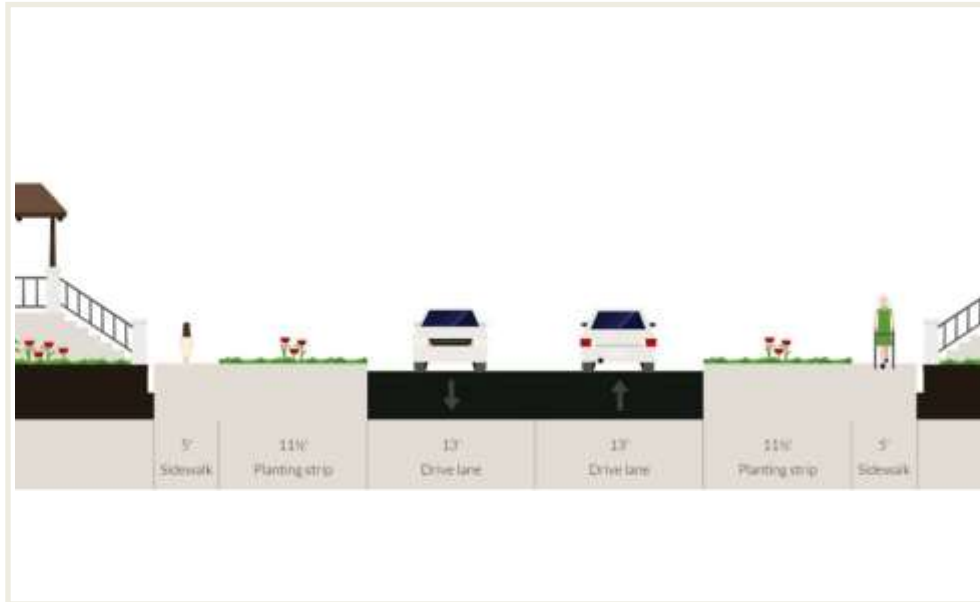 5'
Sidewalk
11½'
Planting strip
13'
Drive lane
13'
Drive lane
11½'
Planting strip
5'
Sidewalk